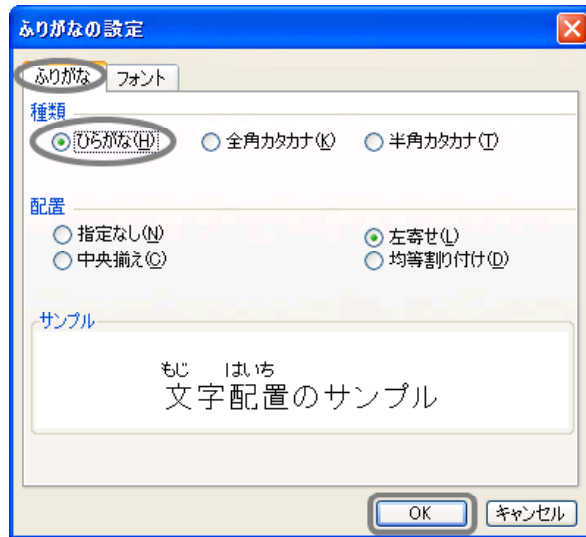 ふりがなの設定
ふりがな フォント
種類
ひらがな(H) 全角カタカナ(K) 半角カタカナ(T)
配置
指定なし(N) 左寄せ(L)
中央揃え(C) 均等割り付け(D)
サンプル
もじ はいち
文字配置のサンプル
OK キャンセル